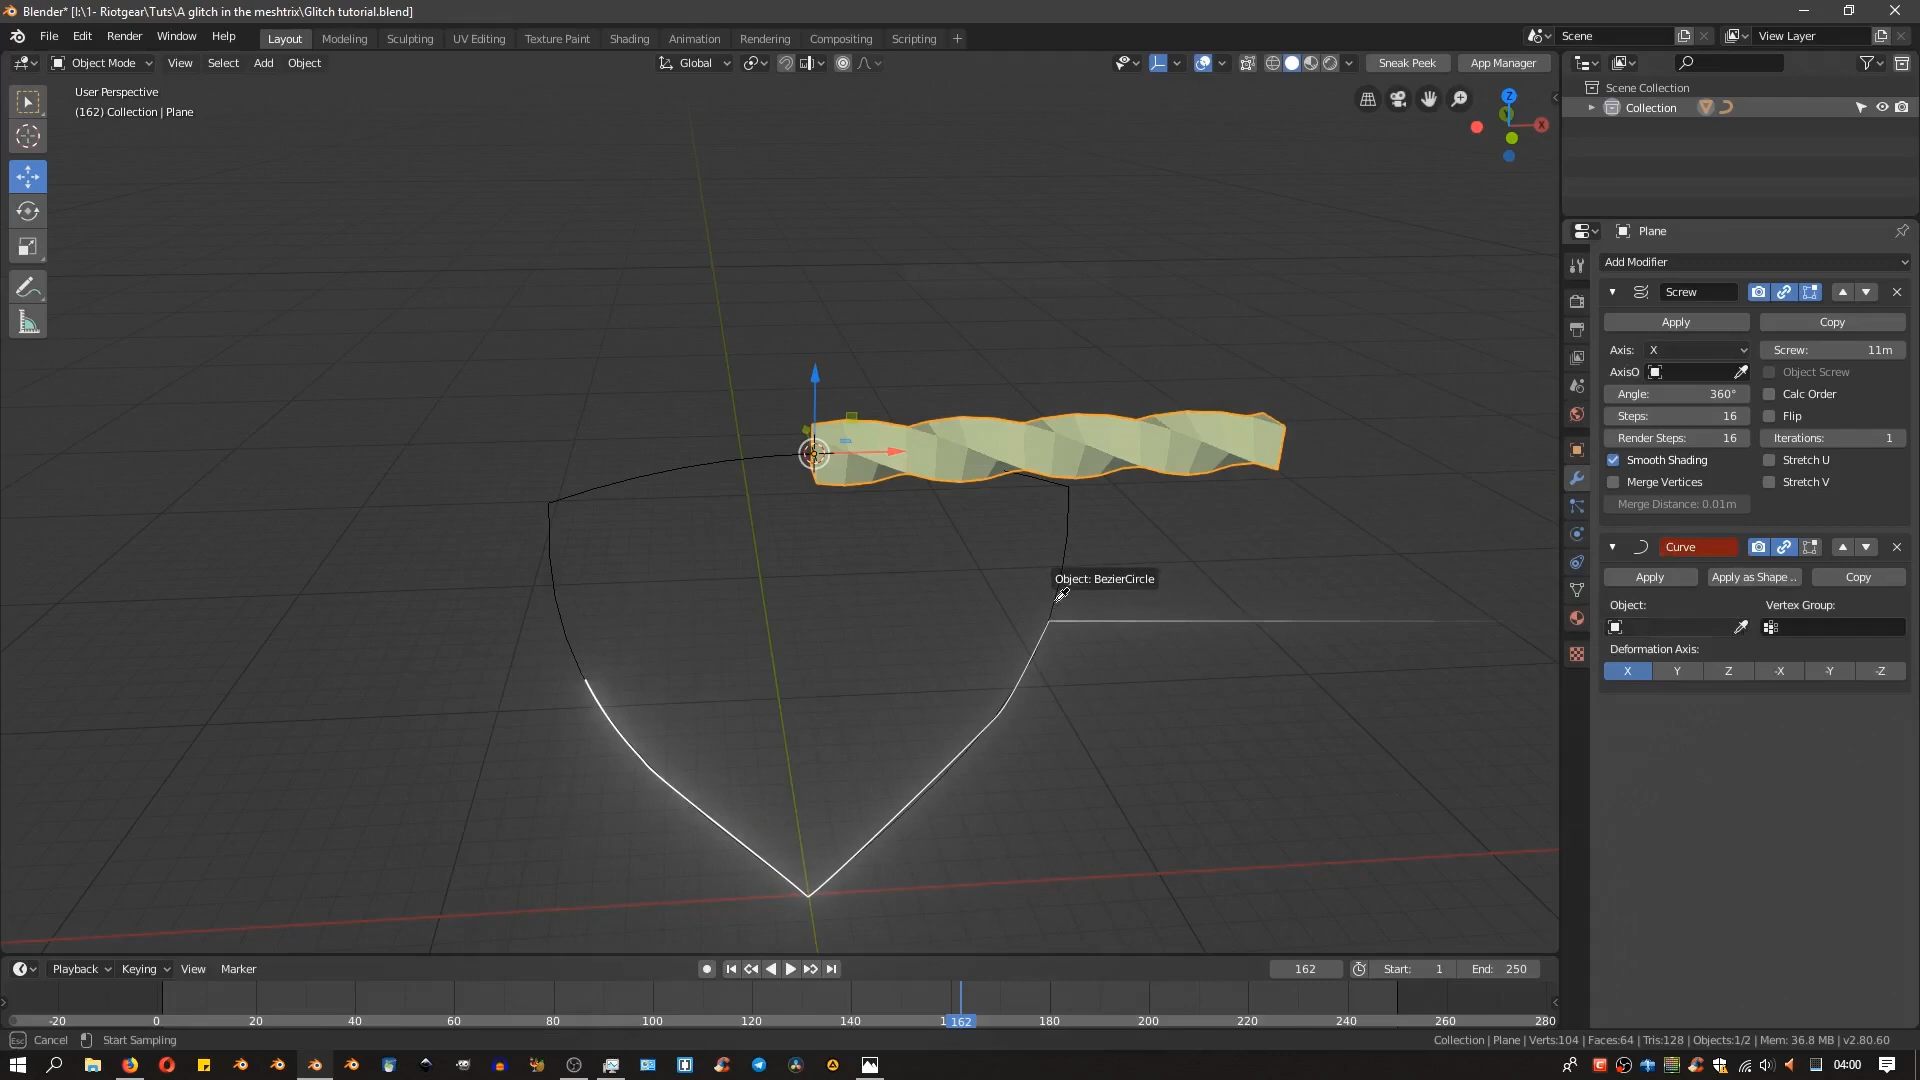 Blender* [I:\1- Riotgear\Tuts\A glitch in the meshtrix\Glitch tutorial.blend]
File Edit Render Window Help Layout Modeling Sculpting UV Editing Texture Paint Shading Animation Rendering Compositing Scripting + Scene View Layer
Object Mode View Select Add Object Global Sneak Peek App Manager
User Perspective
(162) Collection | Plane
Z
Y
X
Scene Collection
Collection
Plane
Add Modifier
Screw
Apply Copy
Axis: X Screw: 11m
AxisO Object Screw
Angle: 360° Calc Order
Steps: 16 Flip
Render Steps: 16 Iterations: 1
Smooth Shading Stretch U
Merge Vertices Stretch V
Merge Distance: 0.01m
Curve
Apply Apply as Shape .. Copy
Object: Vertex Group:
Deformation Axis:
X Y Z -X -Y -Z
Object: BezierCircle
Playback Keying View Marker 162 Start: 1 End: 250
-20 0 20 40 60 80 100 120 140 162 180 200 220 240 260 280
Esc Cancel Start Sampling Collection | Plane | Verts:104 | Faces:64 | Tris:128 | Objects:1/2 | Mem: 36.8 MB | v2.80.60
04:00